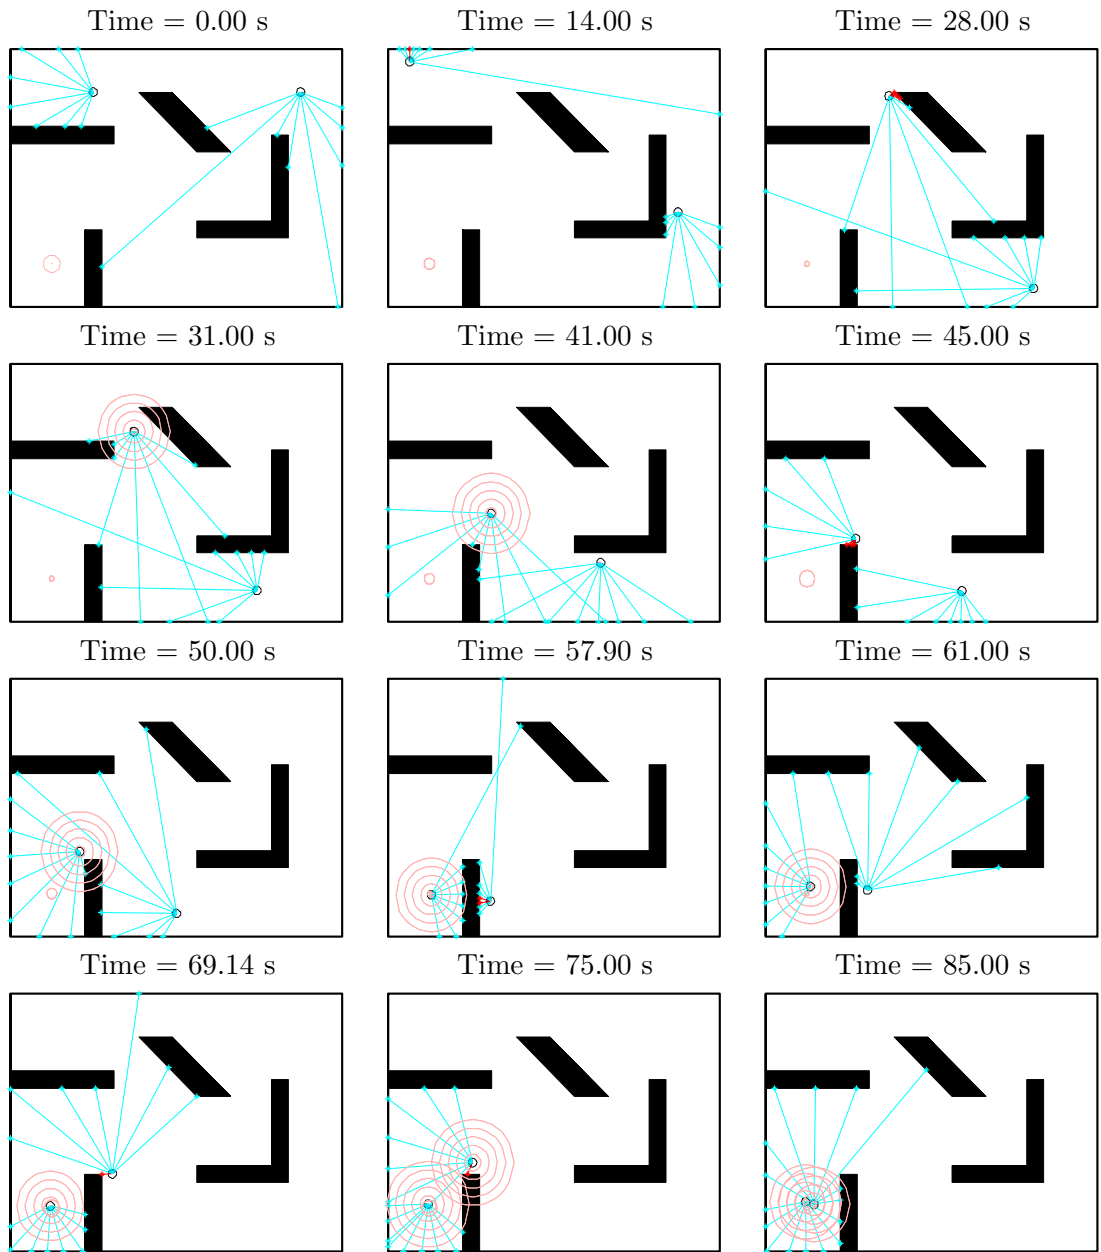 Time = 0.00 s
Time = 14.00 s
Time = 28.00 s
Time = 31.00 s
Time = 41.00 s
Time = 45.00 s
Time = 50.00 s
Time = 57.90 s
Time = 61.00 s
Time = 69.14 s
Time = 75.00 s
Time = 85.00 s